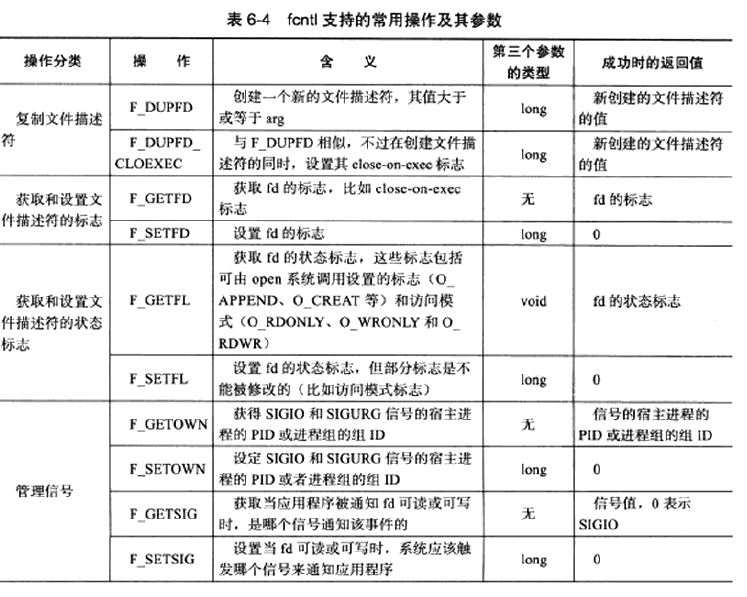 表 6-4 fcntl 支持的常用操作及其参数
操作分类 操 作 含 义 第三个参数的类型 成功时的返回值
复制文件描述符
F_DUPFD 创建一个新的文件描述符，其值大于或等于 arg long 新创建的文件描述符的值
F_DUPFD_CLOEXEC 与 F_DUPFD 相似，不过在创建文件描述符的同时，设置其 close-on-exec 标志 long 新创建的文件描述符的值
获取和设置文件描述符的标志
F_GETFD 获取 fd 的标志，比如 close-on-exec 标志 无 fd 的标志
F_SETFD 设置 fd 的标志 long 0
获取和设置文件描述符的状态标志
F_GETFL 获取 fd 的状态标志，这些标志包括可由 open 系统调用设置的标志（O_APPEND、O_CREAT 等）和访问模式（O_RDONLY、O_WRONLY 和 O_RDWR） void fd 的状态标志
F_SETFL 设置 fd 的状态标志，但部分标志是不能被修改的（比如访问模式标志） long 0
管理信号
F_GETOWN 获得 SIGIO 和 SIGURG 信号的宿主进程的 PID 或进程组的组 ID 无 信号的宿主进程的 PID 或进程组的组 ID
F_SETOWN 设定 SIGIO 和 SIGURG 信号的宿主进程的 PID 或者进程组的组 ID long 0
F_GETSIG 获取当应用程序被通知 fd 可读或可写时，是哪个信号通知该事件的 无 信号值，0 表示 SIGIO
F_SETSIG 设置当 fd 可读或可写时，系统应该触发哪个信号来通知应用程序 long 0